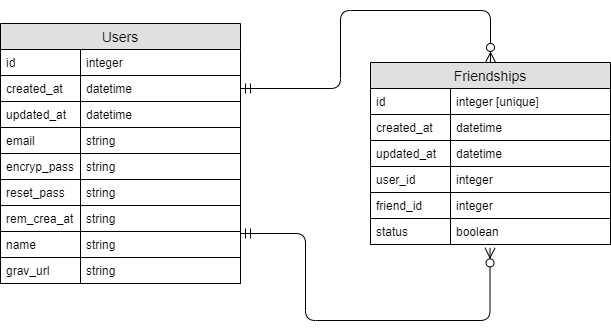 Users
id integer
created_at datetime
updated_at datetime
email string
encryp_pass string
reset_pass string
rem_crea_at string
name string
grav_url string
Friendships
id integer [unique]
created_at datetime
updated_at datetime
user_id integer
friend_id integer
status boolean